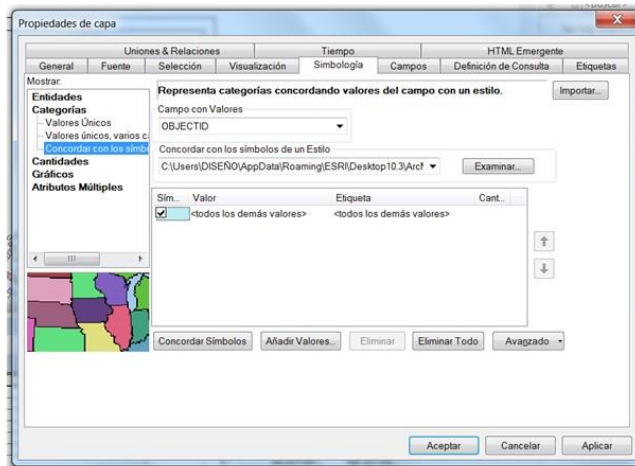 Propiedades de capa
Uniones & Relaciones Tiempo HTML Emergente
General Fuente Selección Visualización Simbología Campos Definición de Consulta Etiquetas
Mostrar:
Entidades
Categorías
Valores Únicos
Valores únicos, varios c
Concordar con los símb
Cantidades
Gráficos
Atributos Múltiples
Representa categorías concordando valores del campo con un estilo.
Importar...
Campo con Valores
OBJECTID
Concordar con los símbolos de un Estilo
C:\Users\DISEÑO\AppData\Roaming\ESRI\Desktop10.3\Arch
Examinar...
Sím... Valor Etiqueta Cant...
<todos los demás valores> <todos los demás valores>
Concordar Símbolos Añadir Valores... Eliminar Eliminar Todo Avanzado
Aceptar Cancelar Aplicar